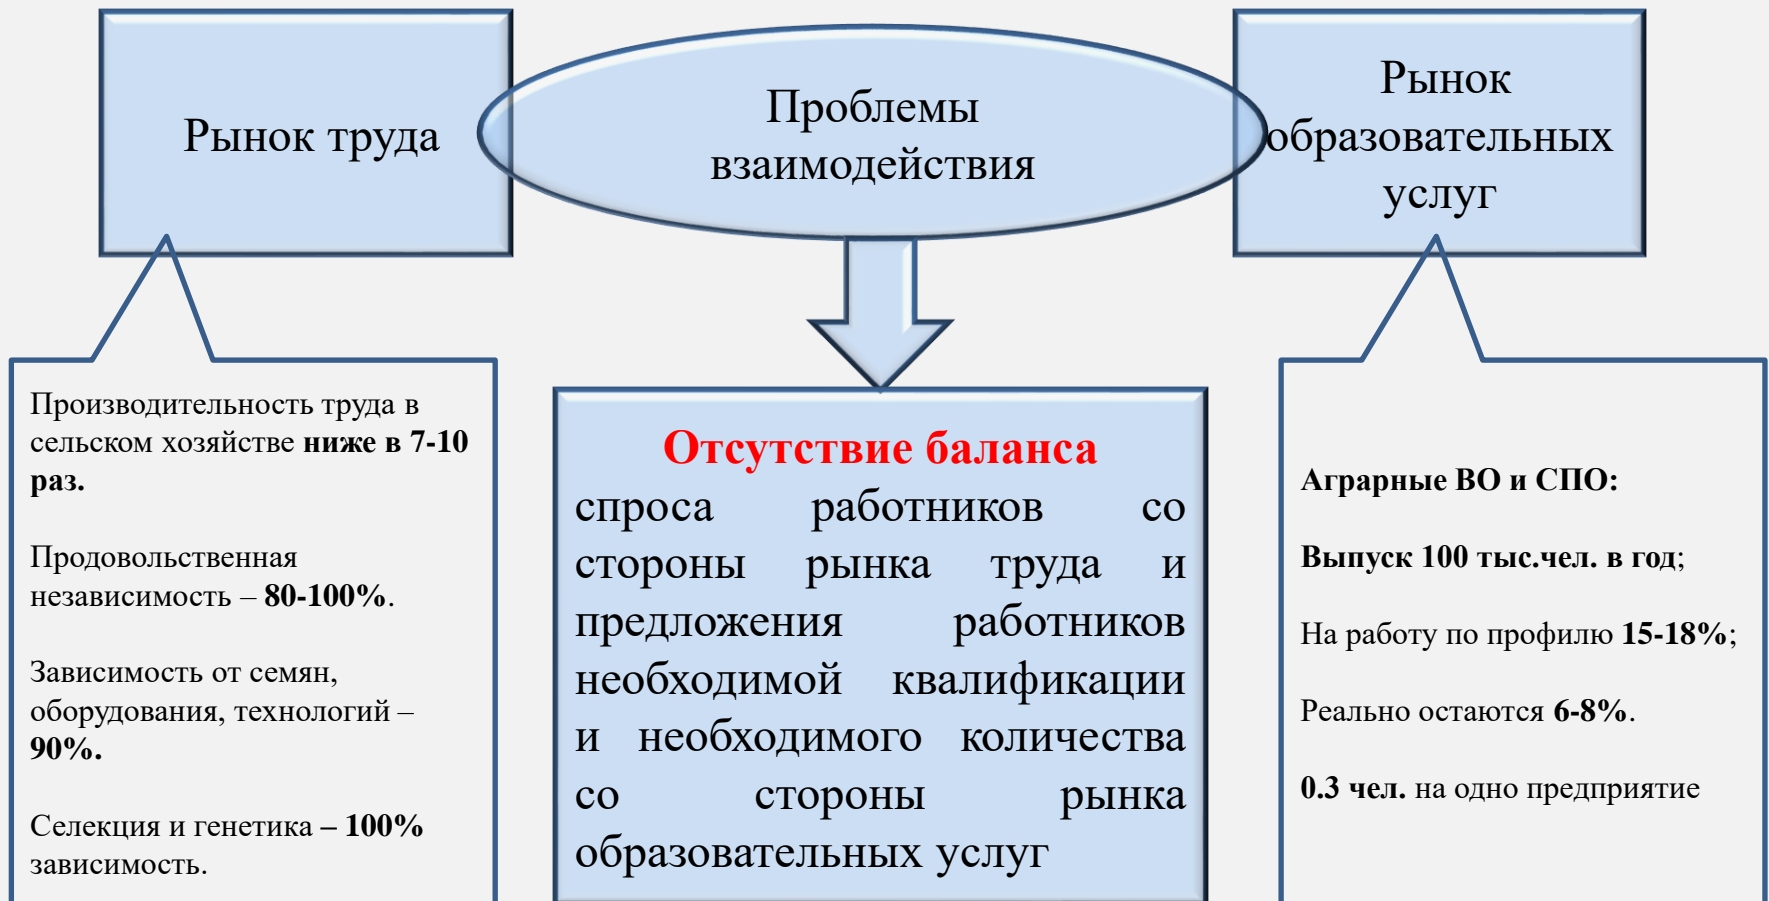 Рынок труда
Проблемы
взаимодействия
Рынок
образовательных
услуг
Производительность труда в
сельском хозяйстве ниже в 7-10
раз.
Продовольственная
независимость – 80-100%.
Зависимость от семян,
оборудования, технологий –
90%.
Селекция и генетика – 100%
зависимость.
Отсутствие баланса
спроса работников со
стороны рынка труда и
предложения работников
необходимой квалификации
и необходимого количества
со стороны рынка
образовательных услуг
Аграрные ВО и СПО:
Выпуск 100 тыс.чел. в год;
На работу по профилю 15-18%;
Реально остаются 6-8%.
0.3 чел. на одно предприятие